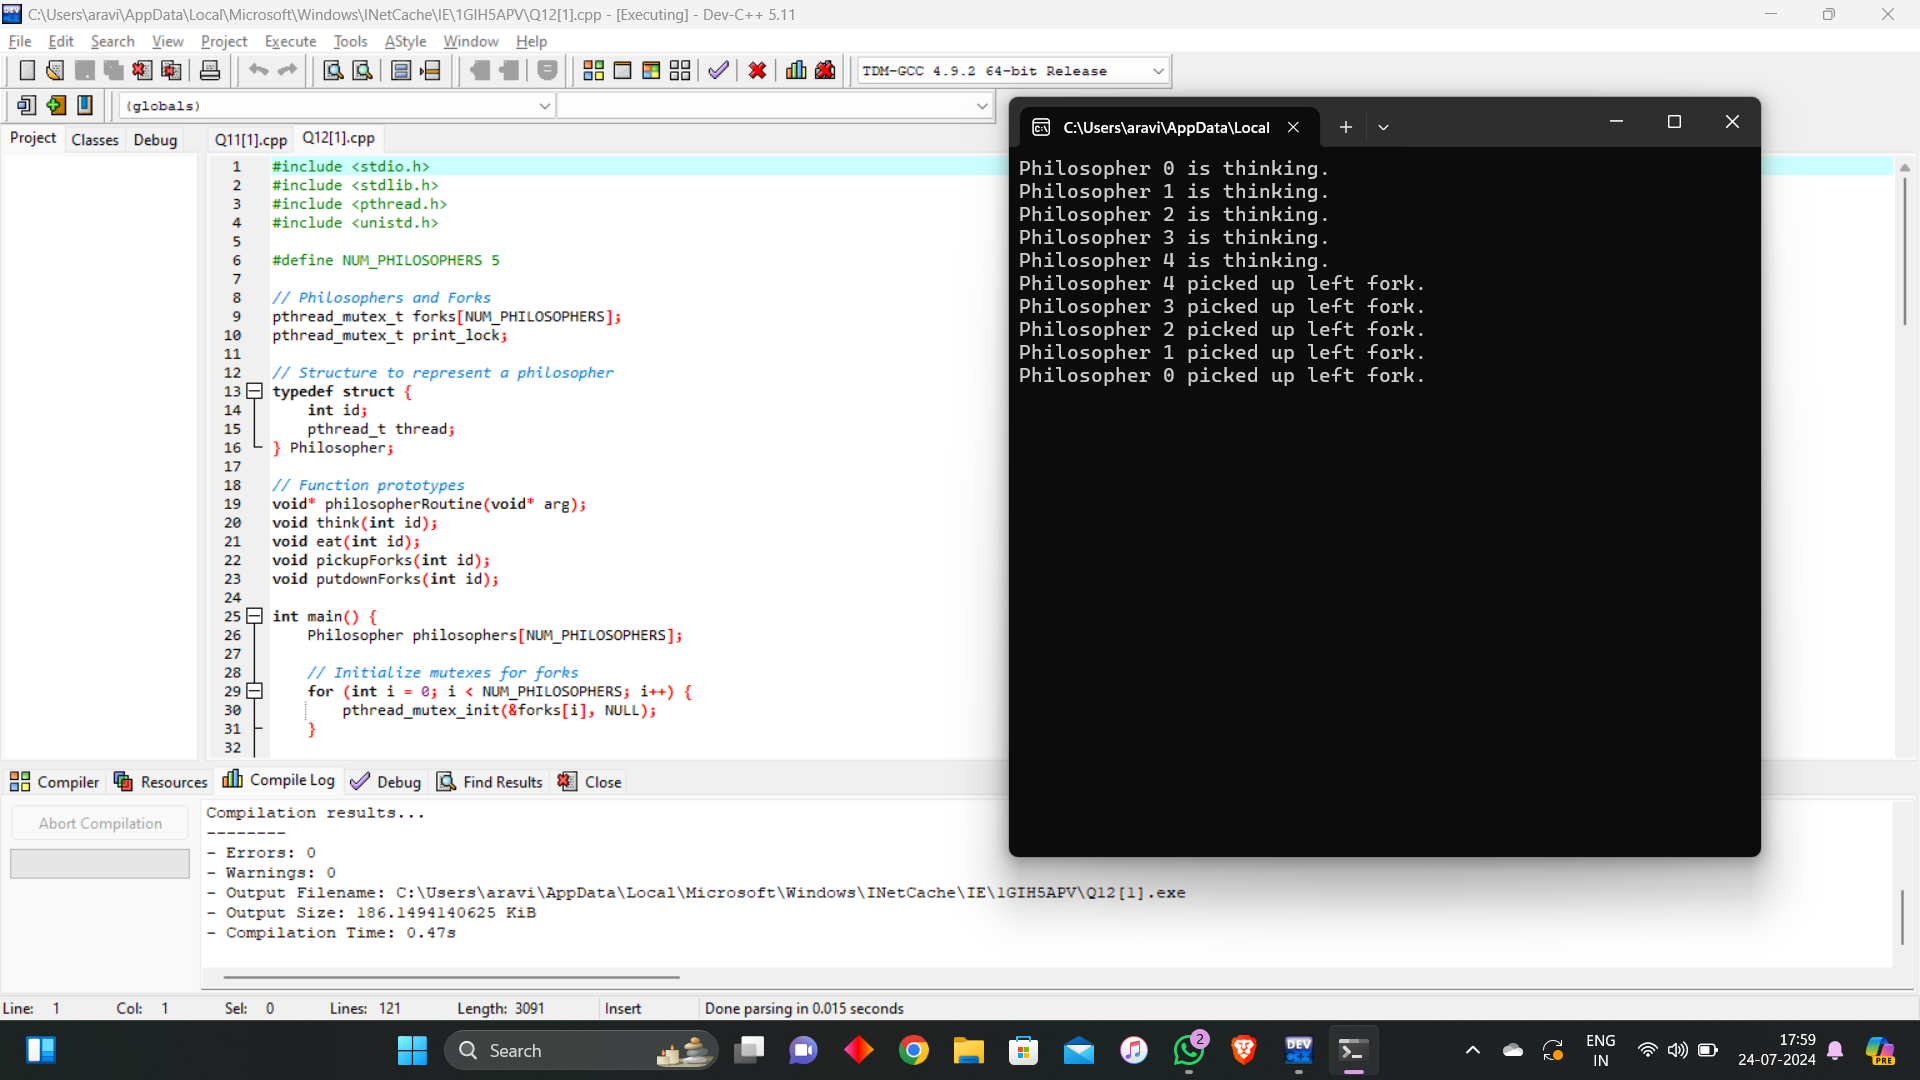 C:\Users\aravi\AppData\Local\Microsoft\Windows\INetCache\IE\1GIH5APV\Q12[1].cpp - [Executing] - Dev-C++ 5.11
File Edit Search View Project Execute Tools AStyle Window Help
TDM-GCC 4.9.2 64-bit Release
(globals)
Project Classes Debug
Q11[1].cpp Q12[1].cpp
1 #include <stdio.h>
2 #include <stdlib.h>
3 #include <pthread.h>
4 #include <unistd.h>
5
6 #define NUM_PHILOSOPHERS 5
7
8 // Philosophers and Forks
9 pthread_mutex_t forks[NUM_PHILOSOPHERS];
10 pthread_mutex_t print_lock;
11
12 // Structure to represent a philosopher
13 typedef struct {
14 int id;
15 pthread_t thread;
16 } Philosopher;
17
18 // Function prototypes
19 void* philosopherRoutine(void* arg);
20 void think(int id);
21 void eat(int id);
22 void pickupForks(int id);
23 void putdownForks(int id);
24
25 int main() {
26 Philosopher philosophers[NUM_PHILOSOPHERS];
27
28 // Initialize mutexes for forks
29 for (int i = 0; i < NUM_PHILOSOPHERS; i++) {
30 pthread_mutex_init(&forks[i], NULL);
31 }
32
C:\Users\aravi\AppData\Local
Philosopher 0 is thinking.
Philosopher 1 is thinking.
Philosopher 2 is thinking.
Philosopher 3 is thinking.
Philosopher 4 is thinking.
Philosopher 4 picked up left fork.
Philosopher 3 picked up left fork.
Philosopher 2 picked up left fork.
Philosopher 1 picked up left fork.
Philosopher 0 picked up left fork.
Compiler Resources Compile Log Debug Find Results Close
Abort Compilation
Compilation results...
--------
- Errors: 0
- Warnings: 0
- Output Filename: C:\Users\aravi\AppData\Local\Microsoft\Windows\INetCache\IE\1GIH5APV\Q12[1].exe
- Output Size: 186.1494140625 KiB
- Compilation Time: 0.47s
Line: 1 Col: 1 Sel: 0 Lines: 121 Length: 3091 Insert Done parsing in 0.015 seconds
Search
2
DEV C++
ENG
IN
17:59
24-07-2024
PRE